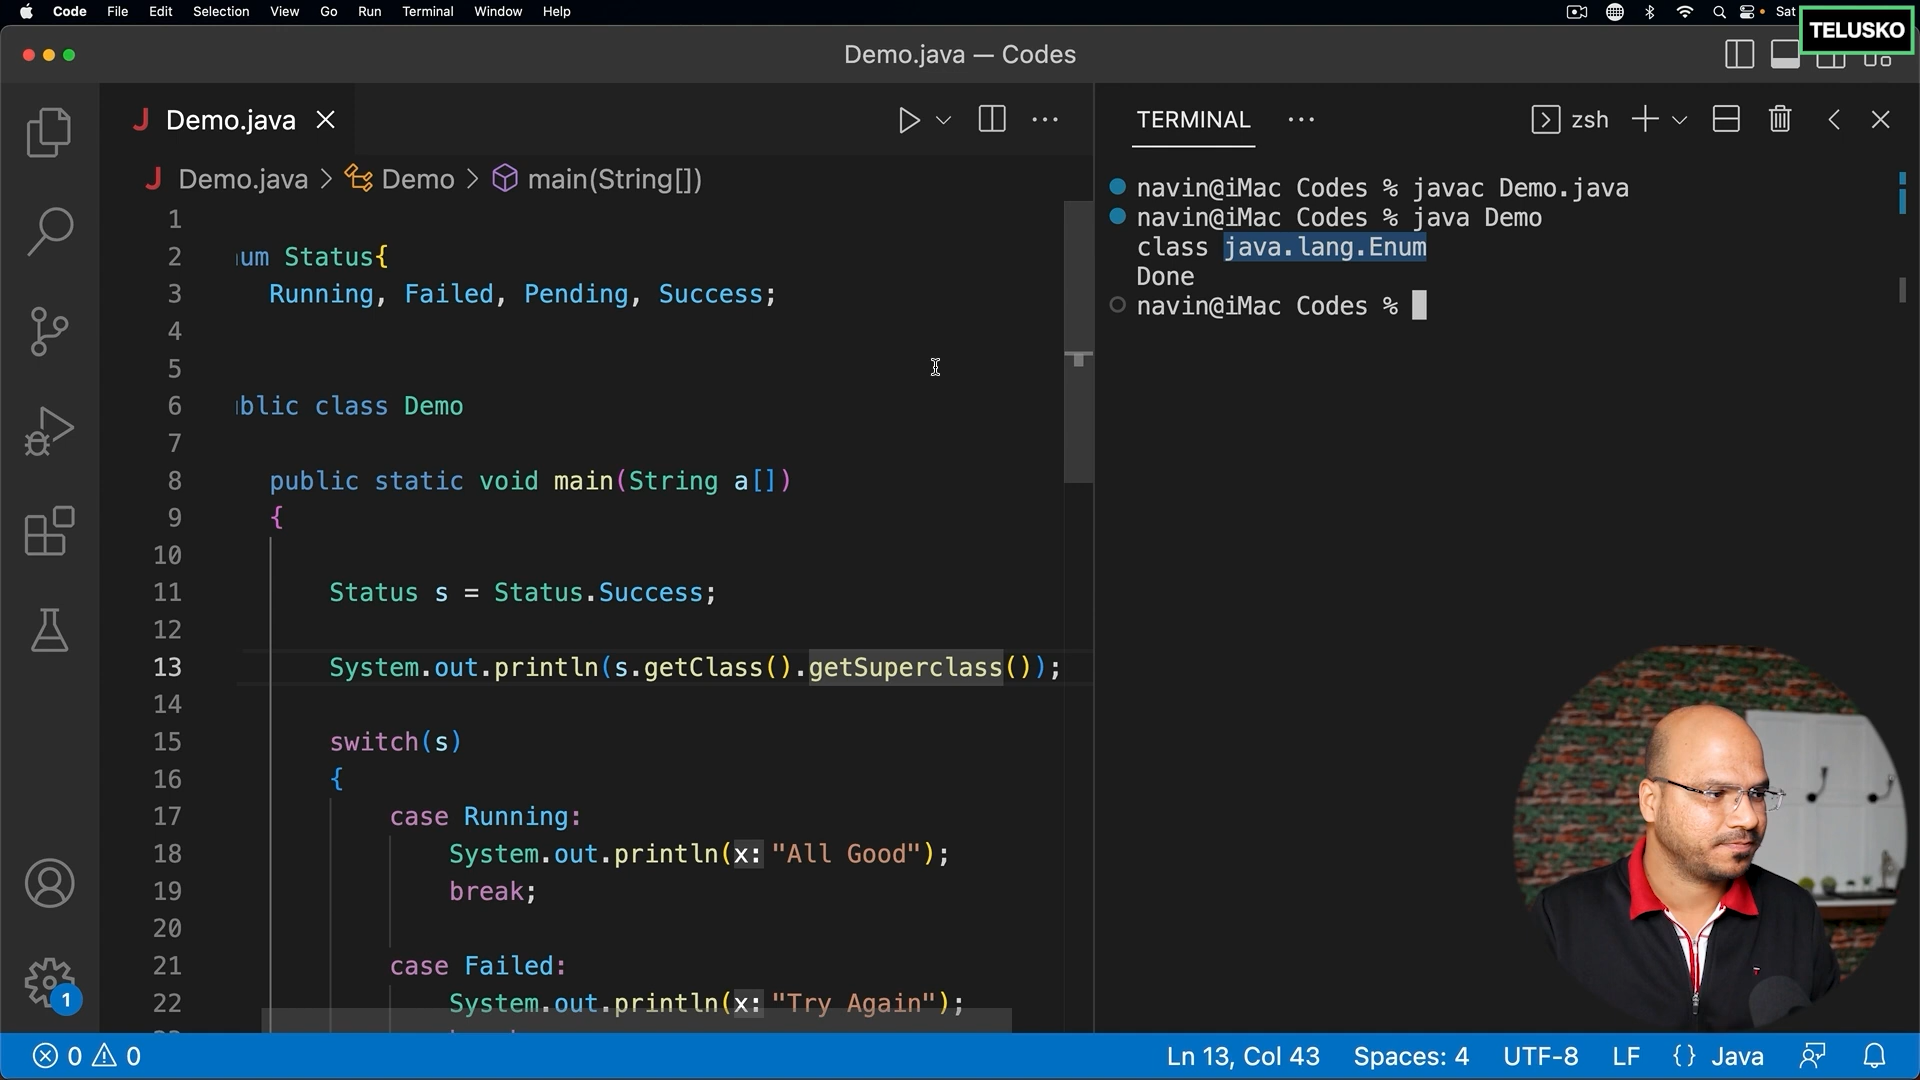 Code File Edit Selection View Go Run Terminal Window Help Sat
TELUSKO
Demo.java — Codes
Demo.java
Demo.java > Demo > main(String[])
1
2 um Status{
3 Running, Failed, Pending, Success;
4
5
6 blic class Demo
7
8 public static void main(String a[])
9 {
10
11 Status s = Status.Success;
12
13 System.out.println(s.getClass().getSuperclass());
14
15 switch(s)
16 {
17 case Running:
18 System.out.println(x: "All Good");
19 break;
20
21 case Failed:
22 System.out.println(x: "Try Again");
TERMINAL zsh
navin@iMac Codes % javac Demo.java
navin@iMac Codes % java Demo
class java.lang.Enum
Done
navin@iMac Codes %
1
0 0 Ln 13, Col 43 Spaces: 4 UTF-8 LF {} Java